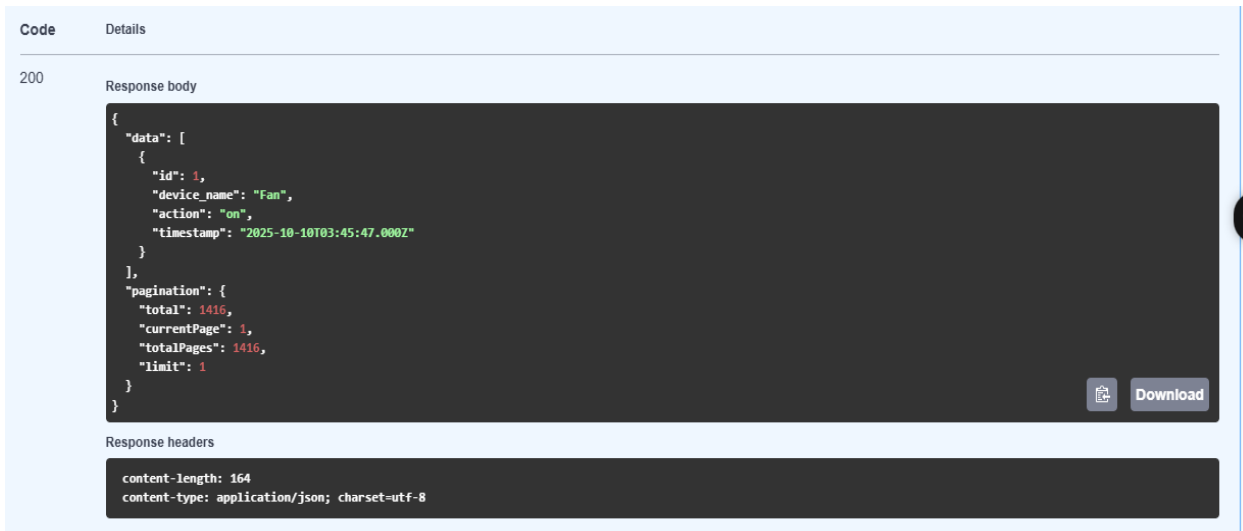 Code Details
200
Response body
{
  "data": [
    {
      "id": 1,
      "device_name": "Fan",
      "action": "on",
      "timestamp": "2025-10-10T03:45:47.000Z"
    }
  ],
  "pagination": {
    "total": 1416,
    "currentPage": 1,
    "totalPages": 1416,
    "limit": 1
  }
}
Download
Response headers
content-length: 164
content-type: application/json; charset=utf-8